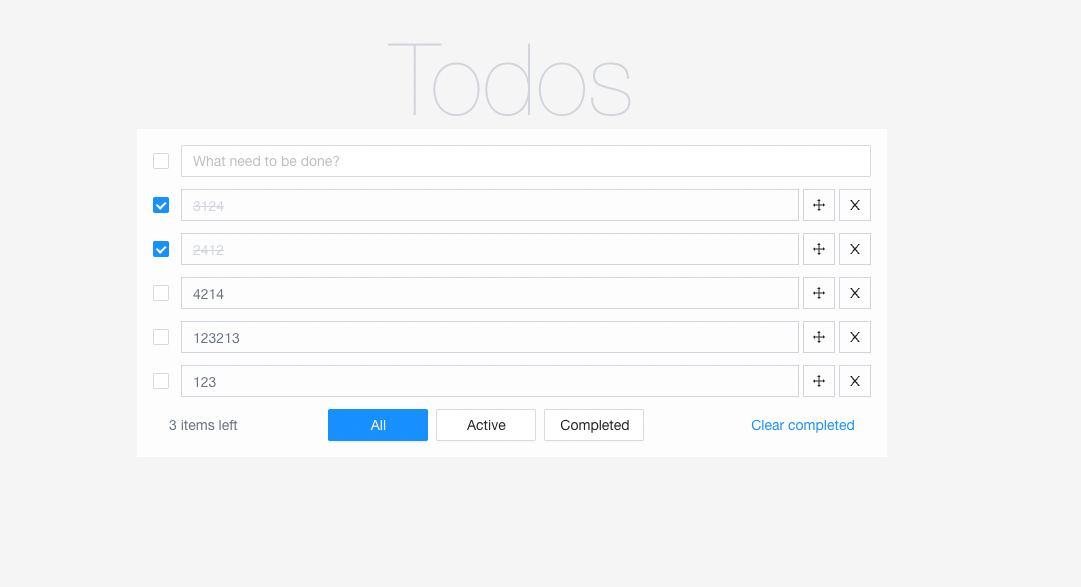 Todos
What need to be done?
3124
2412
4214
123213
123
3 items left All Active Completed Clear completed